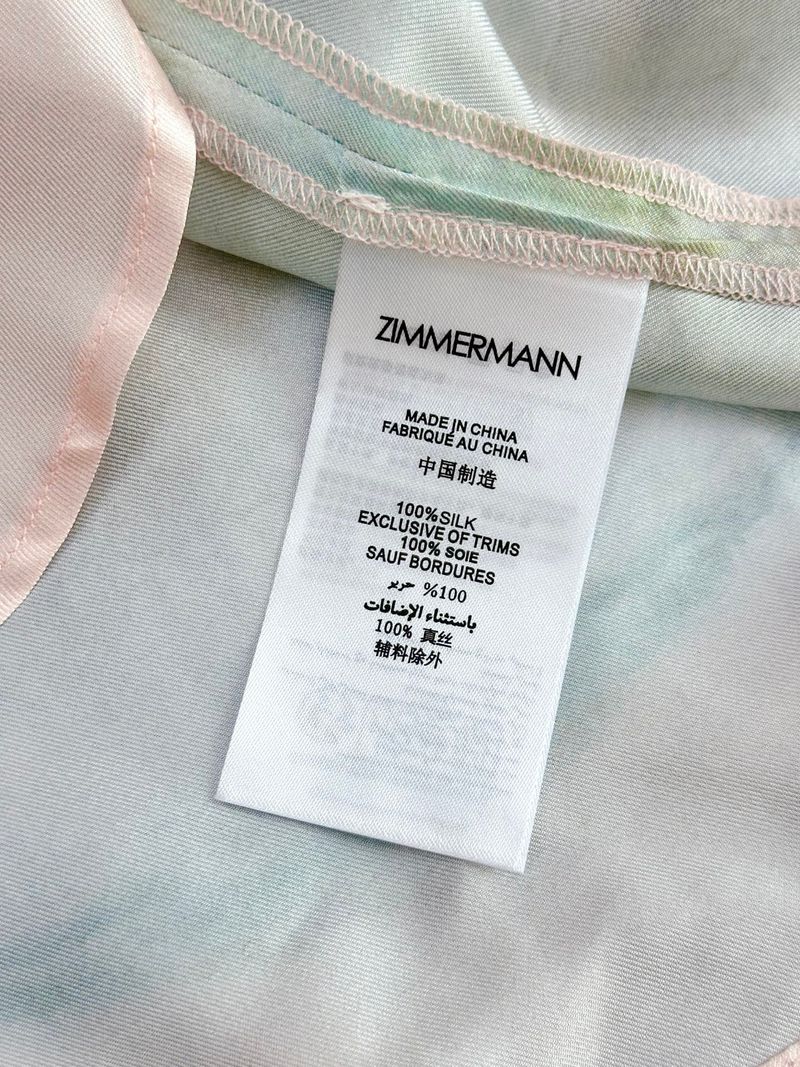 ZIMMERMANN
MADE IN CHINA
FABRIQUÉ AU CHINA
中国制造
100%SILK
EXCLUSIVE OF TRIMS
100% SOIE
SAUF BORDURES
%100 حرير
باستثناء الإضافات
100% 真丝
辅料除外